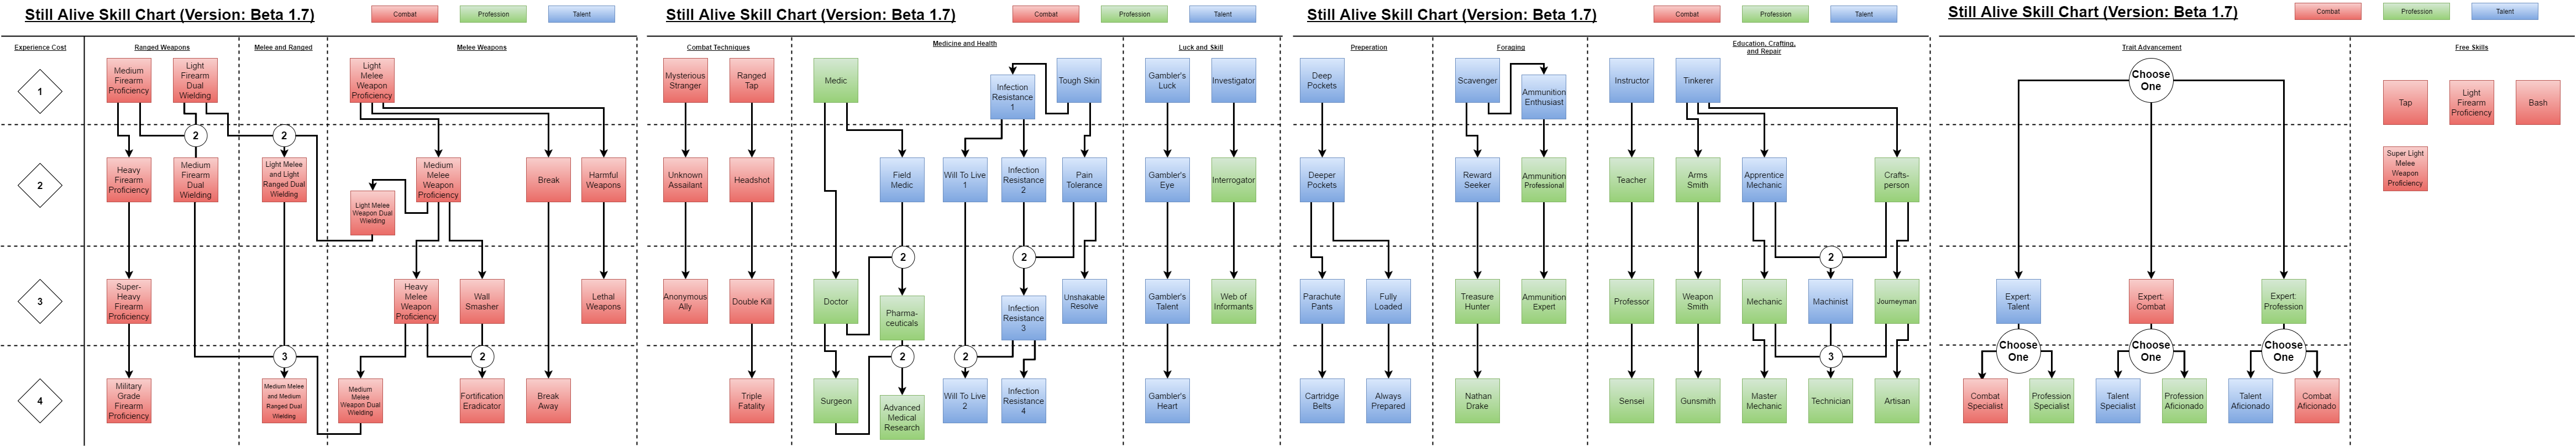 Still Alive Skill Chart (Version: Beta 1.7)
Combat
Profession
Talent
Experience Cost
Ranged Weapons
Melee and Ranged
Melee Weapons
1
Medium
Firearm
Proficiency
Light
Firearm
Dual
Wielding
Light
Melee
Weapon
Proficiency
2
2
2
Heavy
Firearm
Proficiency
Medium
Firearm
Dual
Wielding
Light Melee
and Light
Ranged Dual
Wielding
Light Melee
Weapon Dual
Wielding
Medium
Melee
Weapon
Proficiency
Break
Harmful
Weapons
3
Super-
Heavy
Firearm
Proficiency
Heavy
Melee
Weapon
Proficiency
Wall
Smasher
Lethal
Weapons
3
2
4
Military
Grade
Firearm
Proficiency
Medium Melee
and Medium
Ranged Dual
Wielding
Medium
Melee
Weapon Dual
Wielding
Fortification
Eradicator
Break
Away
Still Alive Skill Chart (Version: Beta 1.7)
Combat
Profession
Talent
Combat Techniques
Medicine and Health
Luck and Skill
Mysterious
Stranger
Ranged
Tap
Medic
Infection
Resistance
1
Tough Skin
Gambler's
Luck
Investigator
Unknown
Assailant
Headshot
Field
Medic
Will To Live
1
Infection
Resistance
2
Pain
Tolerance
Gambler's
Eye
Interrogator
2
2
Anonymous
Ally
Double Kill
Doctor
Pharma-
ceuticals
Infection
Resistance
3
Unshakable
Resolve
Gambler's
Talent
Web of
Informants
2
2
Triple
Fatality
Surgeon
Advanced
Medical
Research
Will To Live
2
Infection
Resistance
4
Gambler's
Heart
Still Alive Skill Chart (Version: Beta 1.7)
Combat
Profession
Talent
Preperation
Foraging
Education, Crafting,
and Repair
Deep
Pockets
Scavenger
Ammunition
Enthusiast
Instructor
Tinkerer
Deeper
Pockets
Reward
Seeker
Ammunition
Professional
Teacher
Arms
Smith
Apprentice
Mechanic
Crafts-
person
2
Parachute
Pants
Fully
Loaded
Treasure
Hunter
Ammunition
Expert
Professor
Weapon
Smith
Mechanic
Machinist
Journeyman
3
Cartridge
Belts
Always
Prepared
Nathan
Drake
Sensei
Gunsmith
Master
Mechanic
Technician
Artisan
Still Alive Skill Chart (Version: Beta 1.7)
Combat
Profession
Talent
Trait Advancement
Free Skills
Choose
One
Tap
Light
Firearm
Proficiency
Bash
Super Light
Melee
Weapon
Proficiency
Expert:
Talent
Expert:
Combat
Expert:
Profession
Choose
One
Choose
One
Choose
One
Combat
Specialist
Profession
Specialist
Talent
Specialist
Profession
Aficionado
Talent
Aficionado
Combat
Aficionado